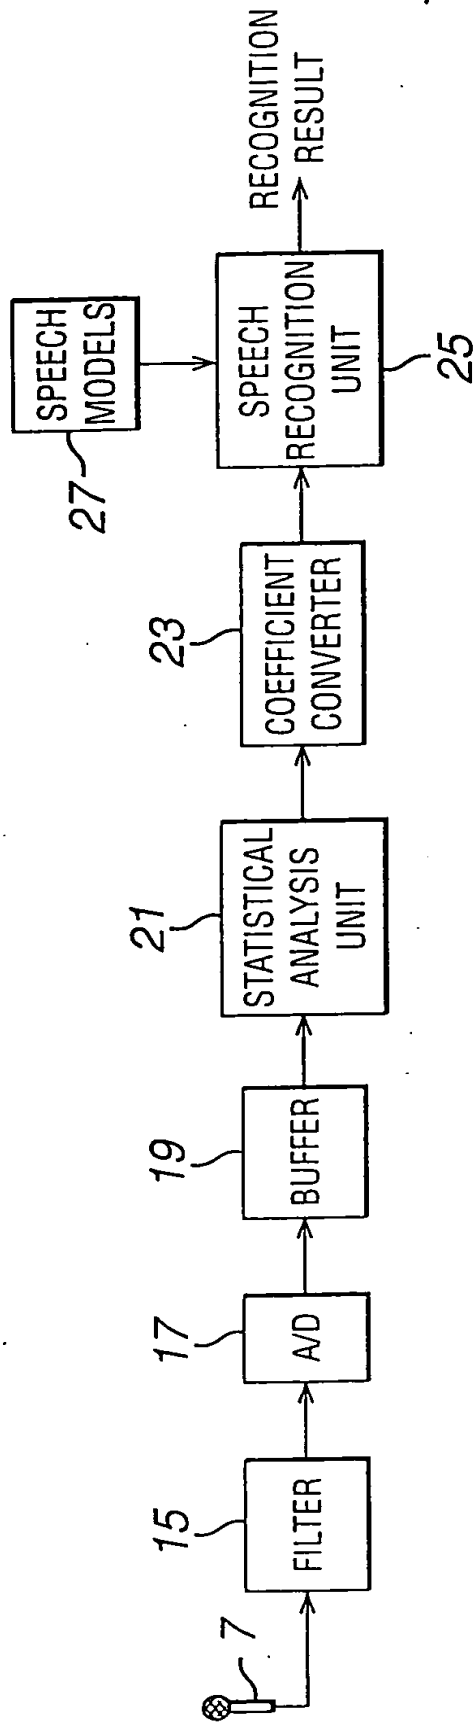 7
15
FILTER
17
A/D
19
BUFFER
21
STATISTICAL
ANALYSIS
UNIT
23
COEFFICIENT
CONVERTER
27
SPEECH
MODELS
SPEECH
RECOGNITION
UNIT
25
RECOGNITION
RESULT